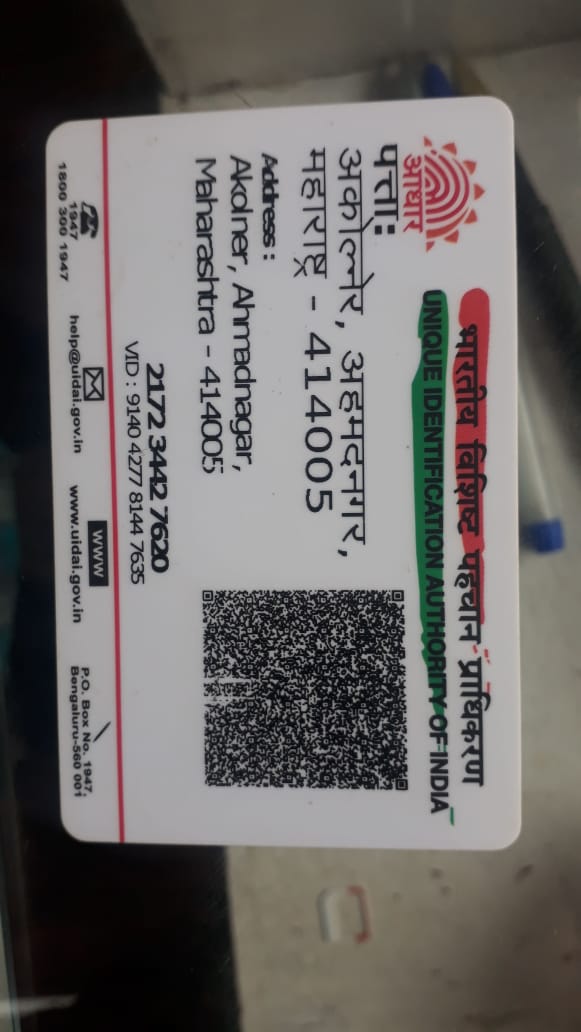 भारतीय विशिष्ट पहचान प्राधिकरण
UNIQUE IDENTIFICATION AUTHORITY OF INDIA
आधार
पत्ता:
अकोल्नेर, अहमदनगर,
महाराष्ट्र - 414005
Address :
Akolner, Ahmadnagar,
Maharashtra - 414005
2172 3442 7620
VID : 9140 4277 8144 7635
1947
1800 300 1947
help@uidai.gov.in
www
www.uidai.gov.in
P.O. Box No. 1947,
Bengaluru-560 001